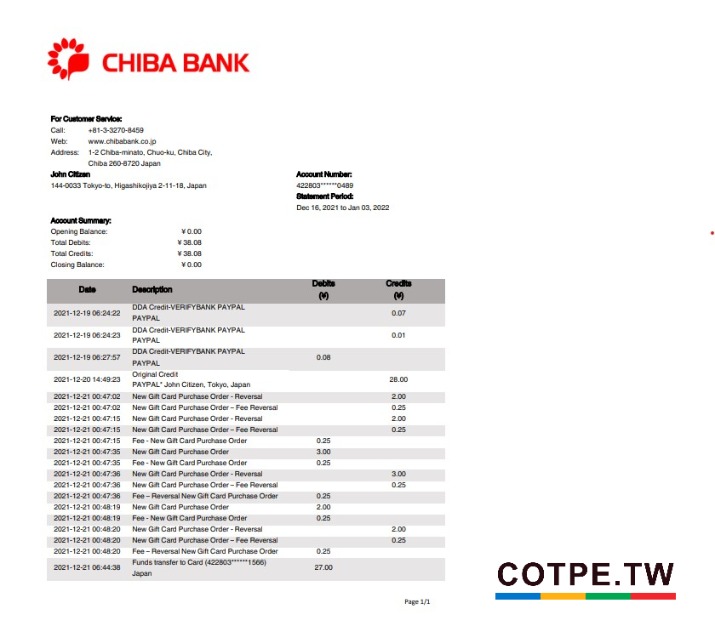 CHIBA BANK
For Customer Service:
Call: +81-3-3270-8459
Web: www.chibabank.co.jp
Address: 1-2 Chiba-minato, Chuo-ku, Chiba City,
Chiba 260-8720 Japan
John Citizen Account Number:
144-0033 Tokyo-to, Higashikojiya 2-11-18, Japan 422803******0489
Statement Period:
Dec 16, 2021 to Jan 03, 2022
Account Summary:
Opening Balance: ¥ 0.00
Total Debits: ¥ 38.08
Total Credits: ¥ 38.08
Closing Balance: ¥ 0.00
Date Description Debits (¥) Credits (¥)
2021-12-19 06:24:22 DDA Credit-VERIFYBANK PAYPAL
PAYPAL 0.07
2021-12-19 06:24:23 DDA Credit-VERIFYBANK PAYPAL
PAYPAL 0.01
2021-12-19 06:27:57 DDA Credit-VERIFYBANK PAYPAL
PAYPAL 0.08
2021-12-20 14:49:23 Original Credit
PAYPAL* John Citizen, Tokyo, Japan 28.00
2021-12-21 00:47:02 New Gift Card Purchase Order - Reversal 2.00
2021-12-21 00:47:02 New Gift Card Purchase Order – Fee Reversal 0.25
2021-12-21 00:47:15 New Gift Card Purchase Order - Reversal 2.00
2021-12-21 00:47:15 New Gift Card Purchase Order – Fee Reversal 0.25
2021-12-21 00:47:15 Fee - New Gift Card Purchase Order 0.25
2021-12-21 00:47:35 New Gift Card Purchase Order 3.00
2021-12-21 00:47:35 Fee - New Gift Card Purchase Order 0.25
2021-12-21 00:47:36 New Gift Card Purchase Order - Reversal 3.00
2021-12-21 00:47:36 New Gift Card Purchase Order – Fee Reversal 0.25
2021-12-21 00:47:36 Fee – Reversal New Gift Card Purchase Order 0.25
2021-12-21 00:48:19 New Gift Card Purchase Order 2.00
2021-12-21 00:48:19 Fee - New Gift Card Purchase Order 0.25
2021-12-21 00:48:20 New Gift Card Purchase Order - Reversal 2.00
2021-12-21 00:48:20 New Gift Card Purchase Order – Fee Reversal 0.25
2021-12-21 00:48:20 Fee – Reversal New Gift Card Purchase Order 0.25
2021-12-21 06:44:38 Funds transfer to Card (422803******1566)
Japan 27.00
Page 1/1
COTPE.TW